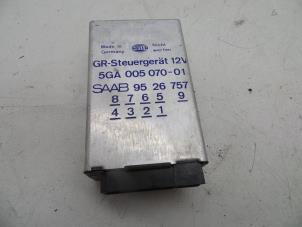 Made in
Germany
GR-Steuergerät 12V
5GA 005 070-01
SAAB 95 26 757
8 7 6 5 9
4 3 2 1